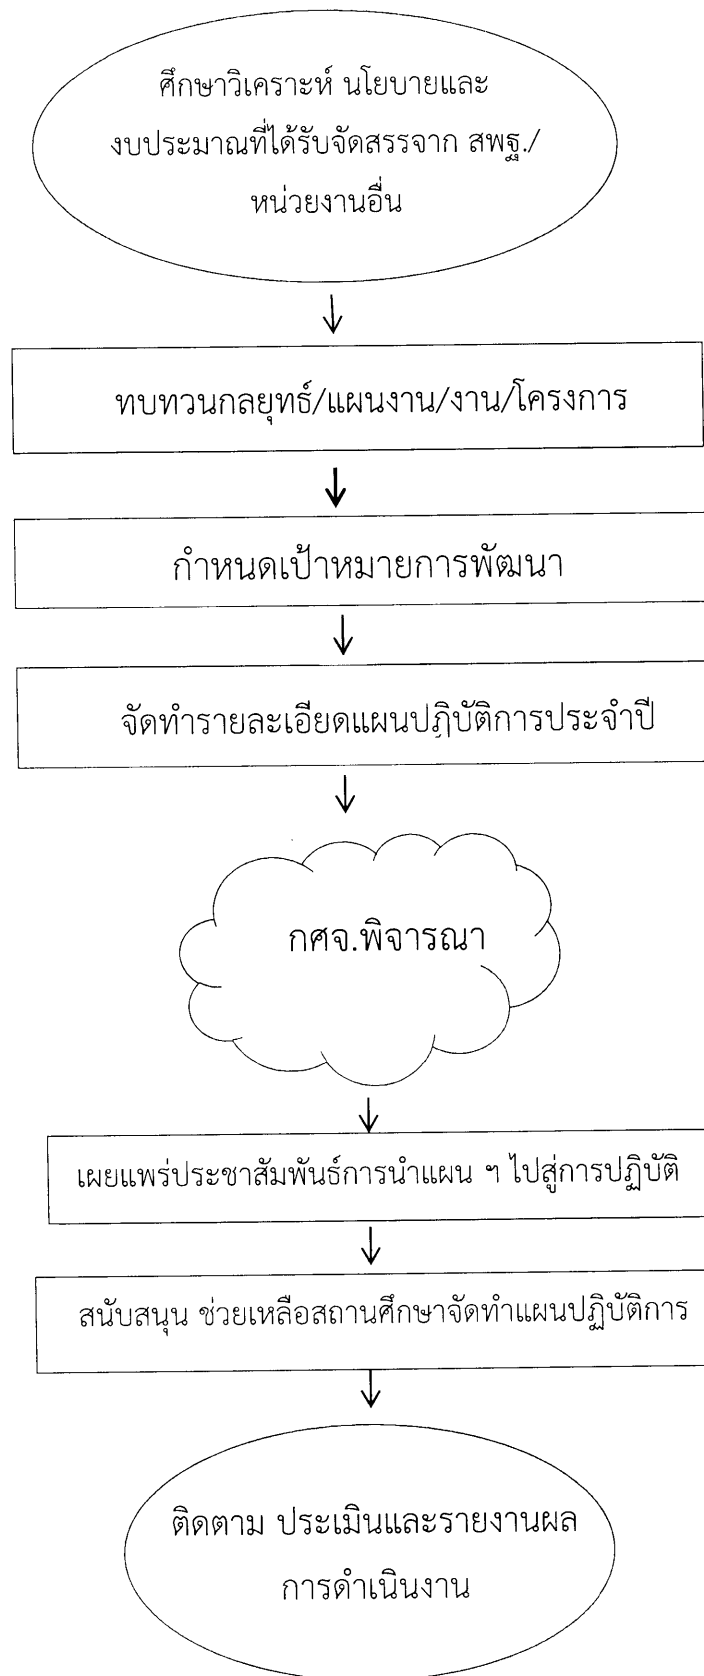 ศึกษาวิเคราะห์ นโยบายและ
งบประมาณที่ได้รับจัดสรรจาก สพฐ./
หน่วยงานอื่น
ทบทวนกลยุทธ์/แผนงาน/งาน/โครงการ
กำหนดเป้าหมายการพัฒนา
จัดทำรายละเอียดแผนปฏิบัติการประจำปี
กศจ.พิจารณา
เผยแพร่ประชาสัมพันธ์การนำแผน ฯ ไปสู่การปฏิบัติ
สนับสนุน ช่วยเหลือสถานศึกษาจัดทำแผนปฏิบัติการ
ติดตาม ประเมินและรายงานผล
การดำเนินงาน